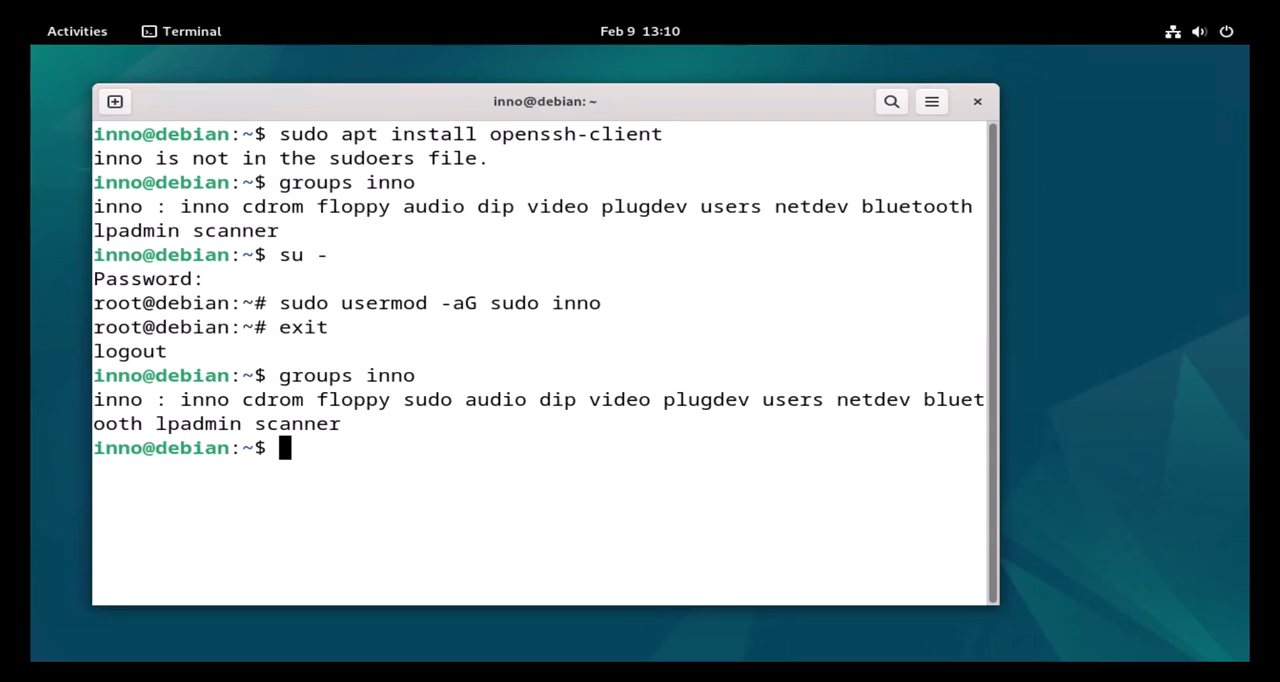 Activities Terminal Feb 9 13:10
inno@debian: ~
inno@debian:~$ sudo apt install openssh-client
inno is not in the sudoers file.
inno@debian:~$ groups inno
inno : inno cdrom floppy audio dip video plugdev users netdev bluetooth
lpadmin scanner
inno@debian:~$ su -
Password:
root@debian:~# sudo usermod -aG sudo inno
root@debian:~# exit
logout
inno@debian:~$ groups inno
inno : inno cdrom floppy sudo audio dip video plugdev users netdev bluet
ooth lpadmin scanner
inno@debian:~$